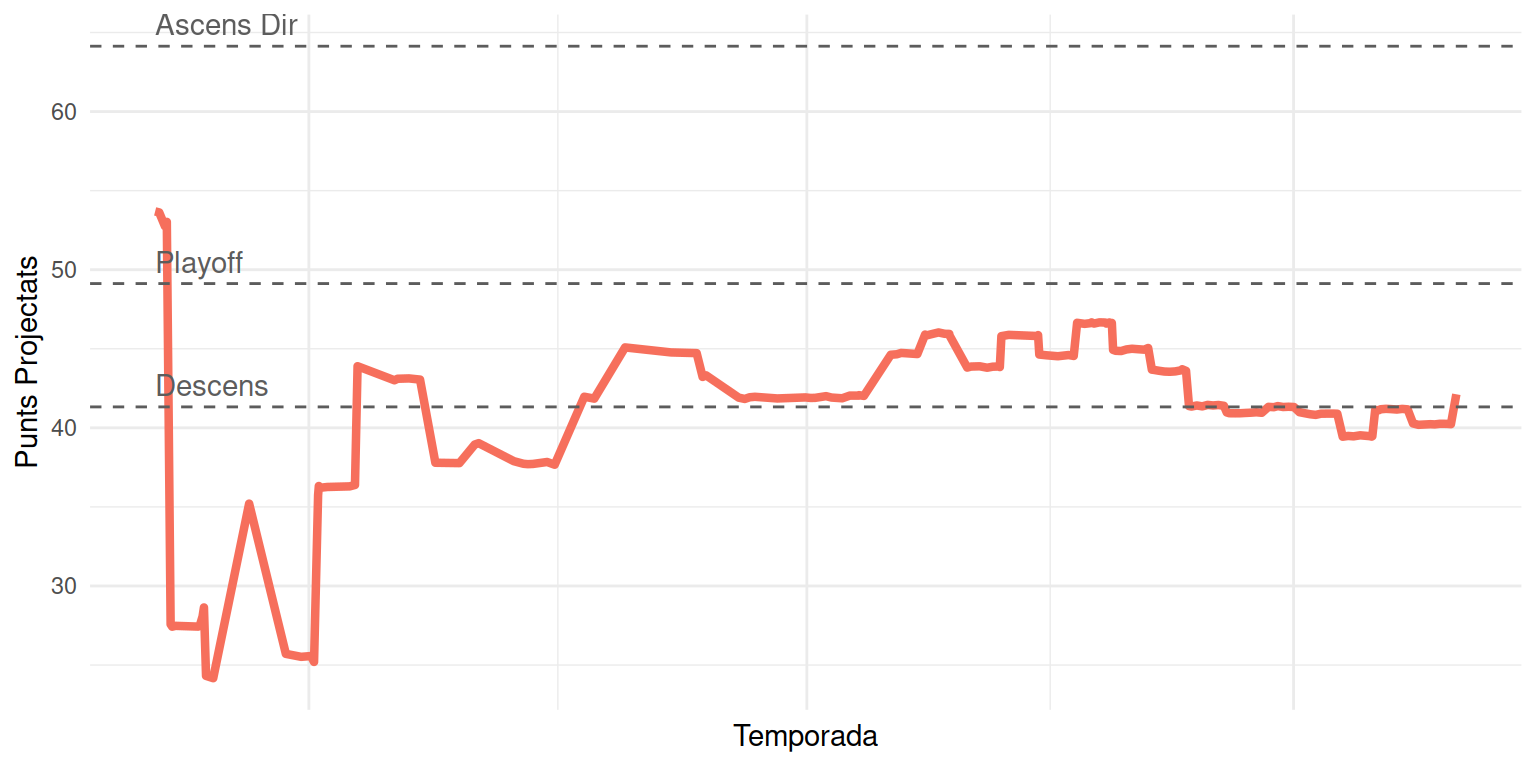 Ascens Dir
60
Playoff
50
Descens
40
30
Punts Projectats
Temporada